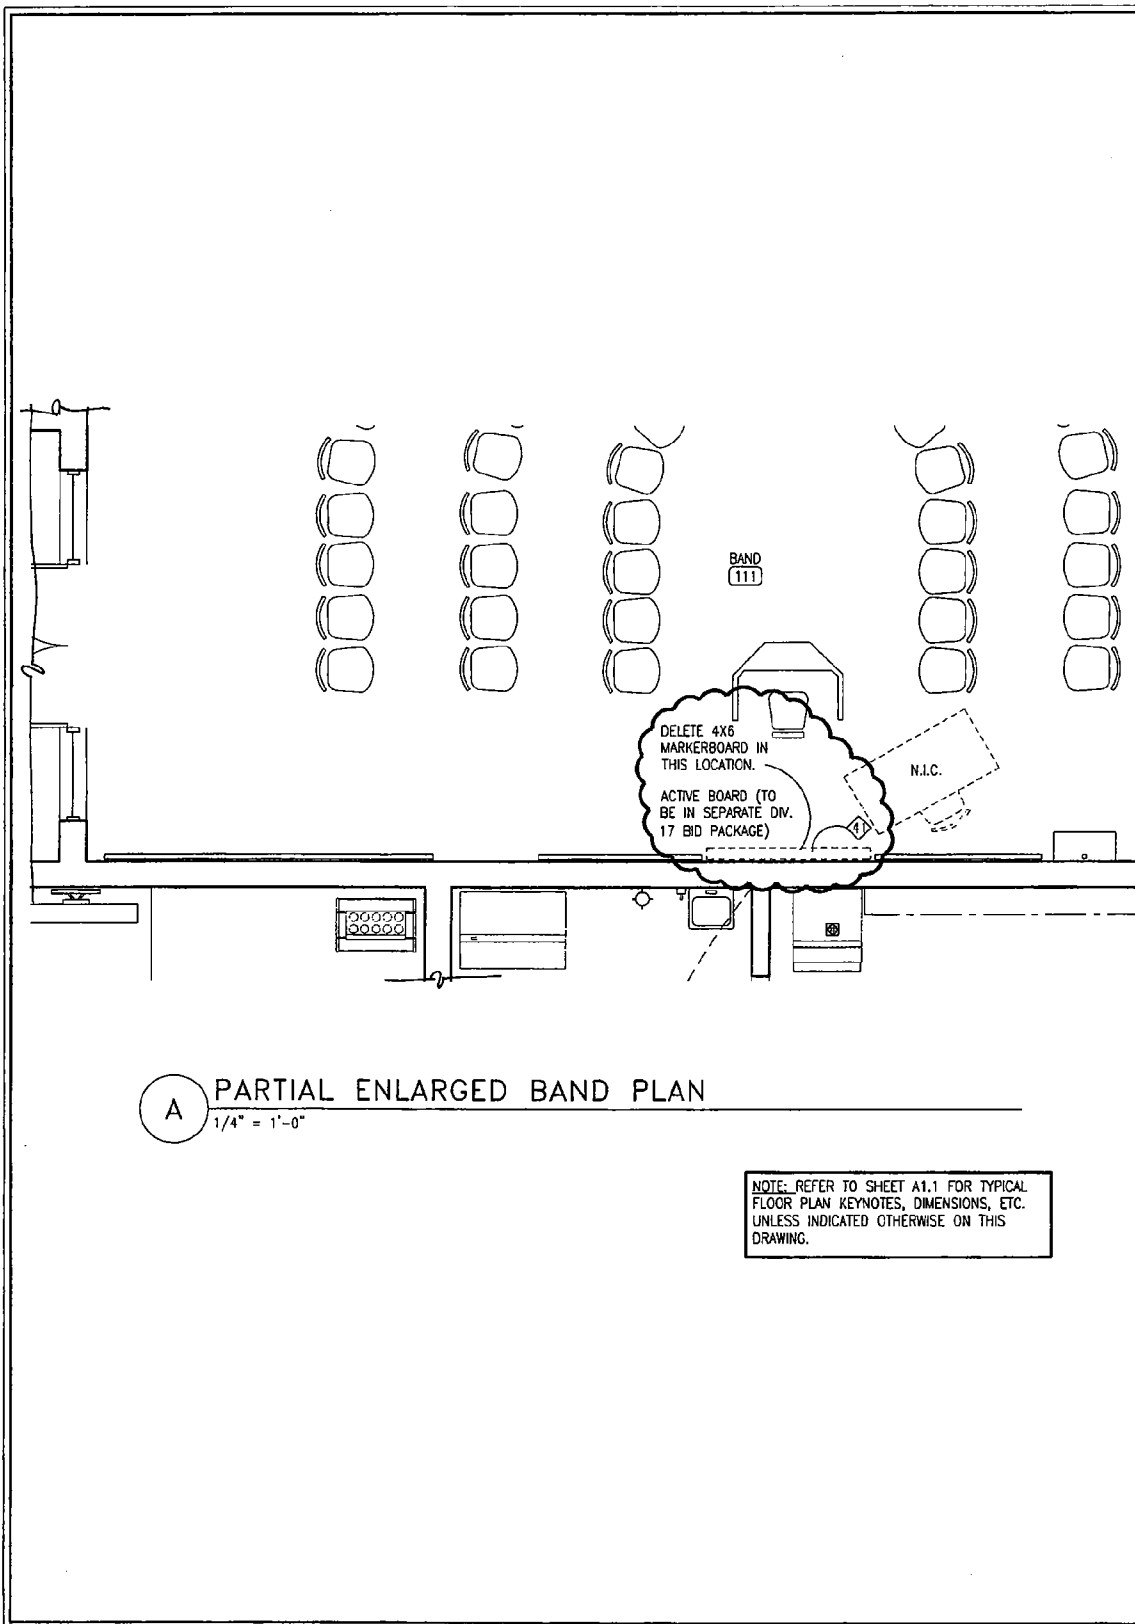 BAND
111
DELETE 4X6
MARKERBOARD IN
THIS LOCATION.
ACTIVE BOARD (TO
BE IN SEPARATE DIV.
17 BID PACKAGE)
N.I.C.
41
A
PARTIAL ENLARGED BAND PLAN
1/4" = 1'-0"
NOTE: REFER TO SHEET A1.1 FOR TYPICAL
FLOOR PLAN KEYNOTES, DIMENSIONS, ETC.
UNLESS INDICATED OTHERWISE ON THIS
DRAWING.